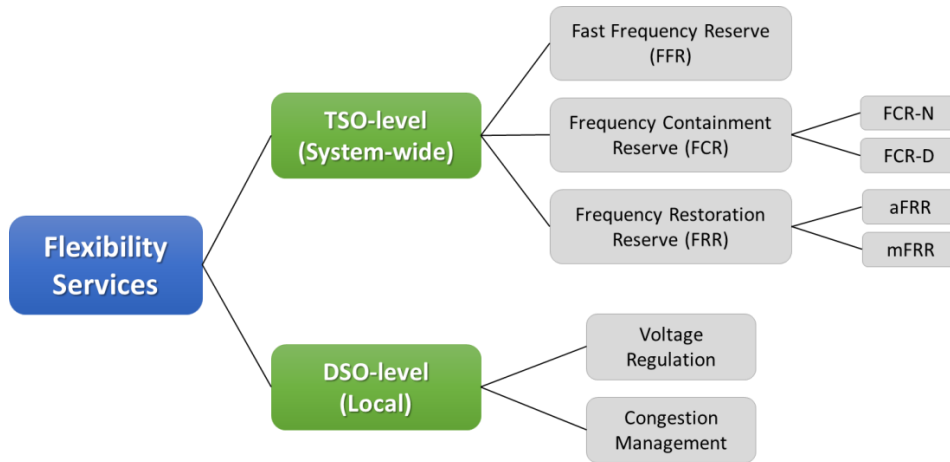 Flexibility
Services
TSO-level
(System-wide)
Fast Frequency Reserve
(FFR)
Frequency Containment
Reserve (FCR)
FCR-N
FCR-D
Frequency Restoration
Reserve (FRR)
aFRR
mFRR
DSO-level
(Local)
Voltage
Regulation
Congestion
Management